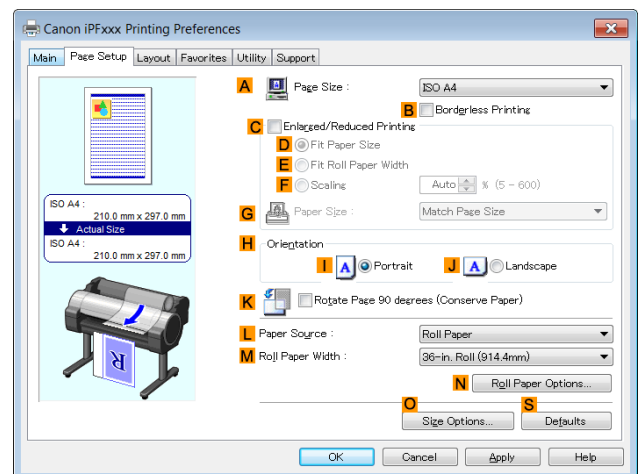 Canon iPFxxx Printing Preferences
Main Page Setup Layout Favorites Utility Support
A Page Size : ISO A4
B Borderless Printing
C Enlarged/Reduced Printing
D Fit Paper Size
E Fit Roll Paper Width
F Scaling Auto % (5 - 600)
G Paper Size : Match Page Size
ISO A4 :
210.0 mm x 297.0 mm
Actual Size
ISO A4 :
210.0 mm x 297.0 mm
H Orientation
I A Portrait J A Landscape
K Rotate Page 90 degrees (Conserve Paper)
L Paper Source : Roll Paper
M Roll Paper Width : 36-in. Roll (914.4mm)
R
N Roll Paper Options...
O S
Size Options... Defaults
OK Cancel Apply Help